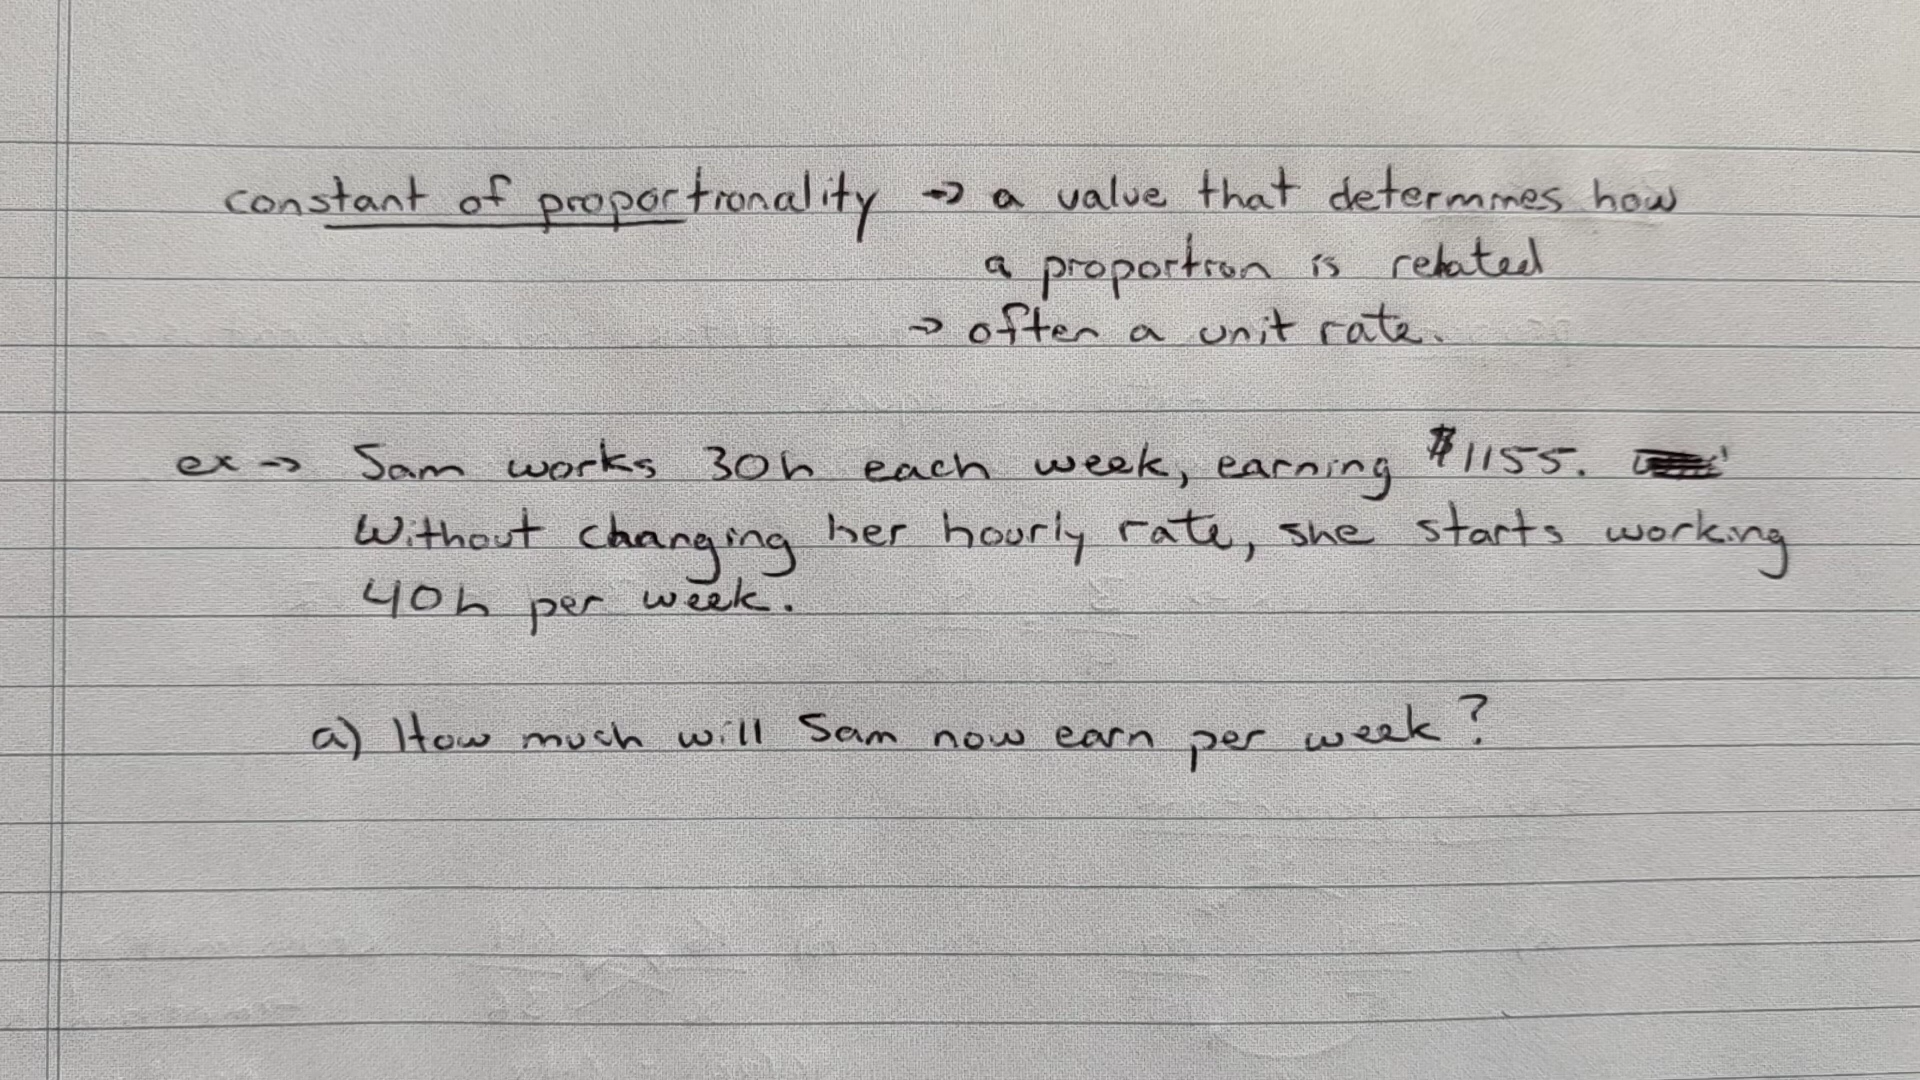 constant of proportionality → a value that determines how
a proportion is related
→ often a unit rate.
ex → Sam works 30h each week, earning $1155.
Without changing her hourly rate, she starts working
40h per week.
a) How much will Sam now earn per week?